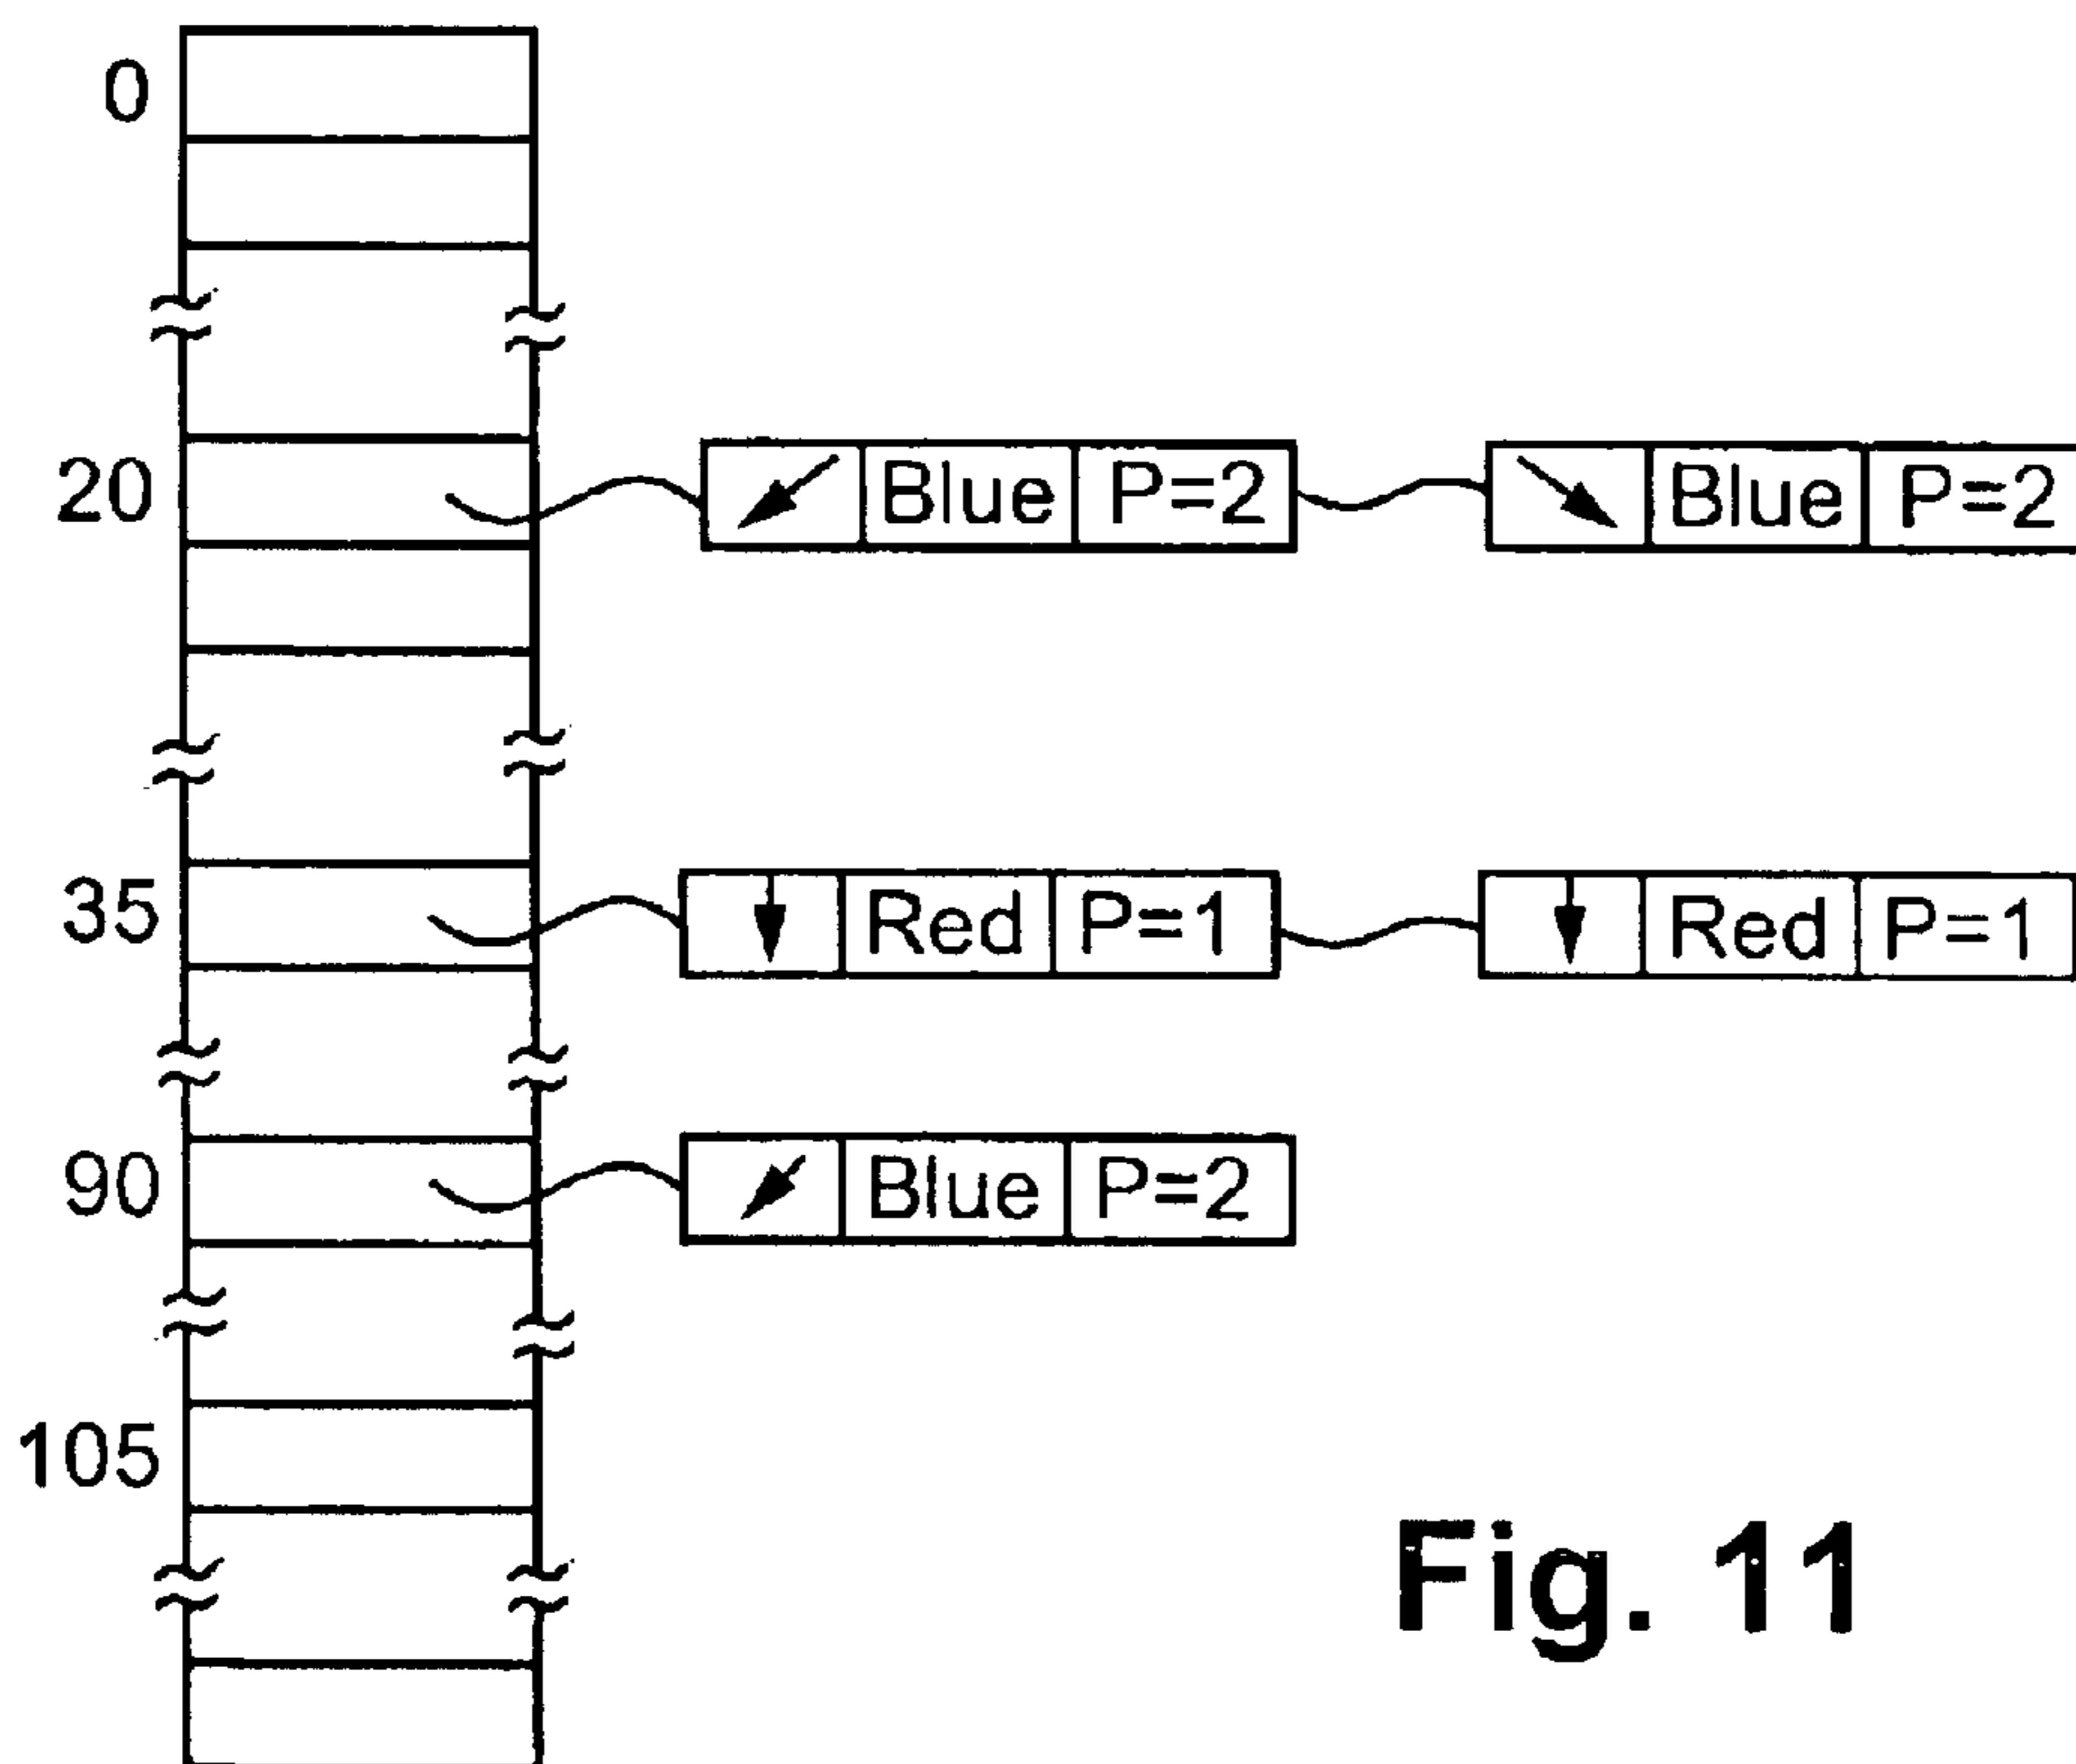 0
20 Blue P=2 Blue P=2
35 Red P=1 Red P=1
90 Blue P=2
105
Fig. 11